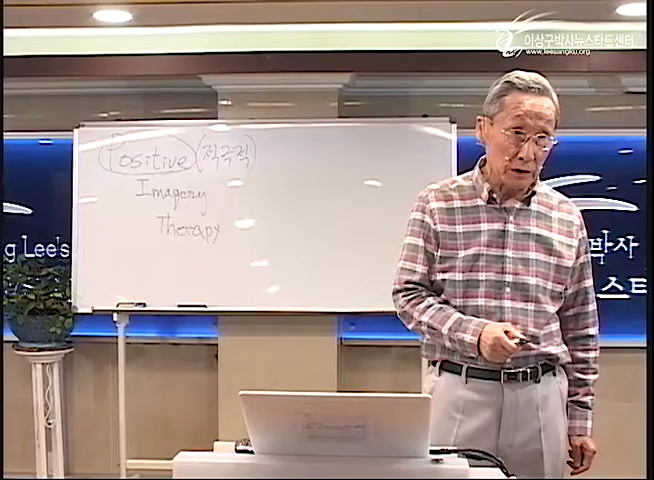 이상구박사뉴스타트센터
www.leesangku.org
Positive (적극적)
Imagery
Therapy
g Lee's
박사
스타트